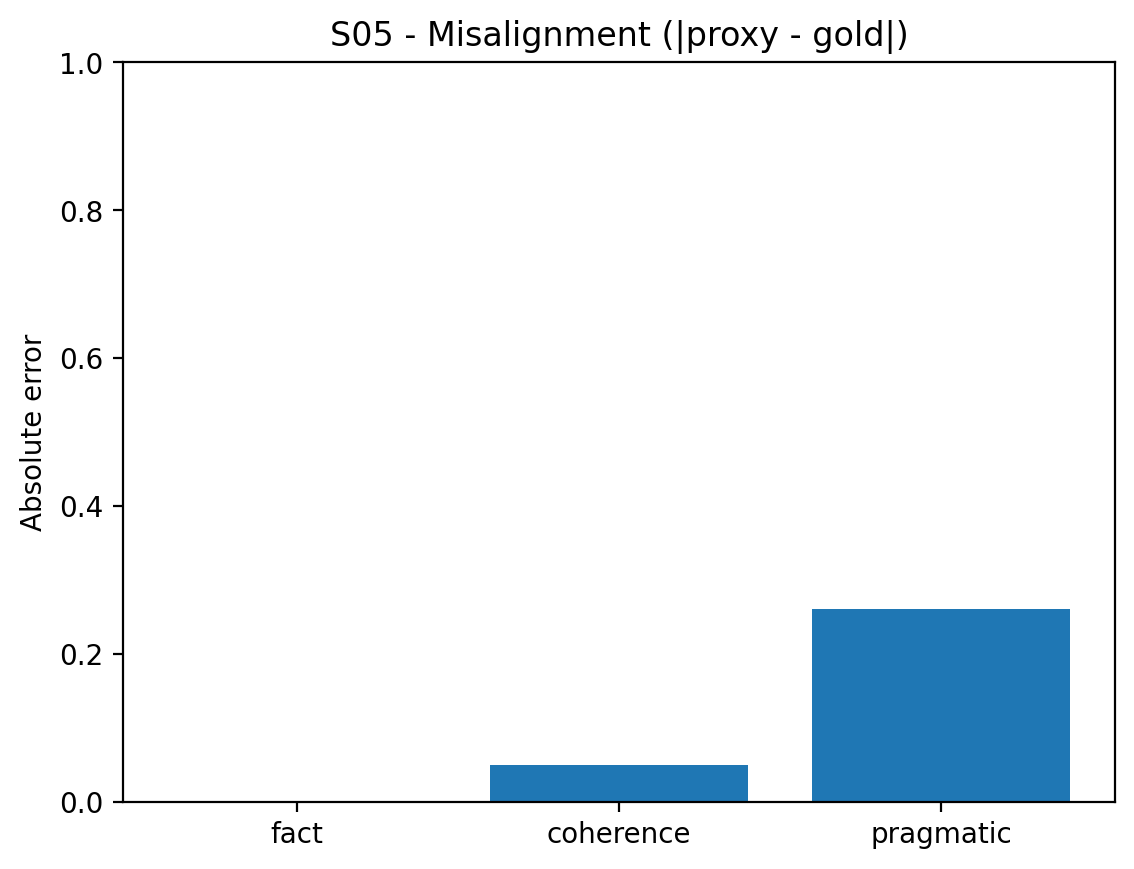 S05 - Misalignment (|proxy - gold|)
1.0
0.8
0.6
0.4
0.2
0.0
Absolute error
fact coherence pragmatic